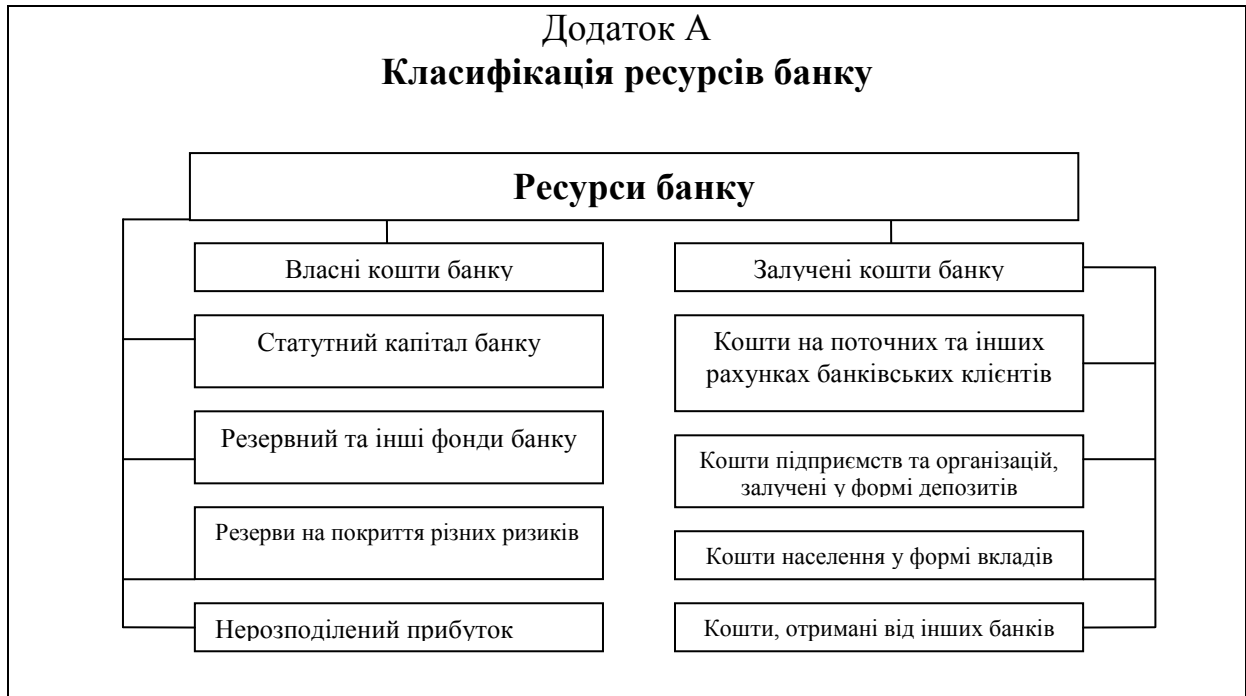 Додаток А
Класифікація ресурсів банку
Ресурси банку
Власні кошти банку
Статутний капітал банку
Резервний та інші фонди банку
Резерви на покриття різних ризиків
Нерозподілений прибуток
Залучені кошти банку
Кошти на поточних та інших
рахунках банківських клієнтів
Кошти підприємств та організацій,
залучені у формі депозитів
Кошти населення у формі вкладів
Кошти, отримані від інших банків